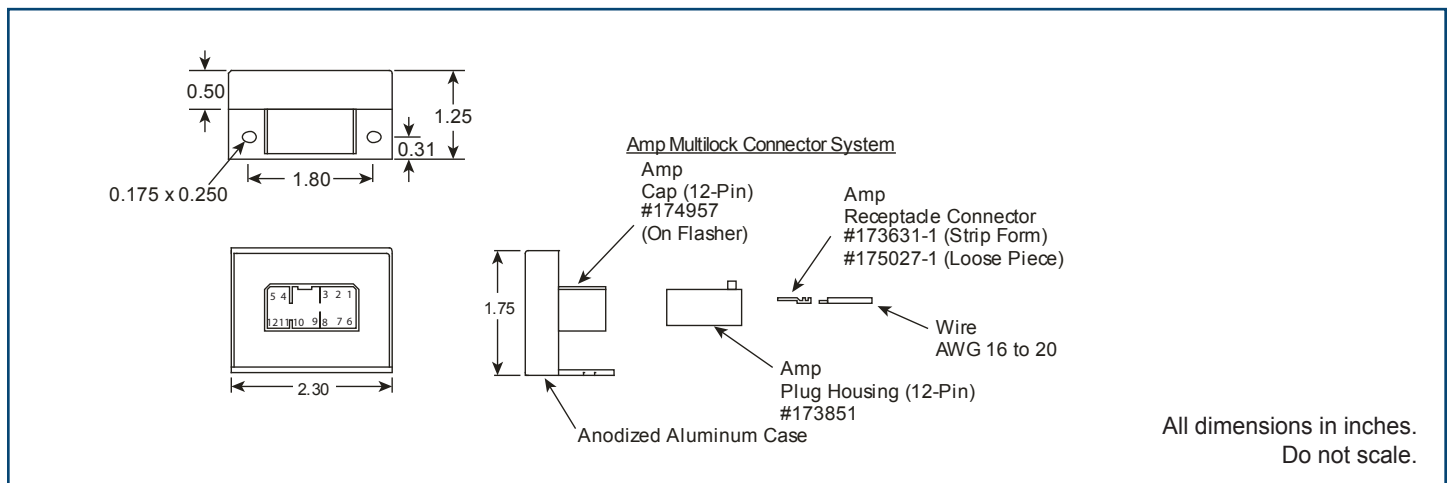 0.50
1.25
0.31
1.80
0.175 x 0.250
Amp Multilock Connector System
Amp
Cap (12-Pin)
#174957
(On Flasher)
Amp
Receptacle Connector
#173631-1 (Strip Form)
#175027-1 (Loose Piece)
5 4 3 2 1
12 11 10 9 8 7 6
2.30
1.75
Wire
AWG 16 to 20
Amp
Plug Housing (12-Pin)
#173851
Anodized Aluminum Case
All dimensions in inches.
Do not scale.